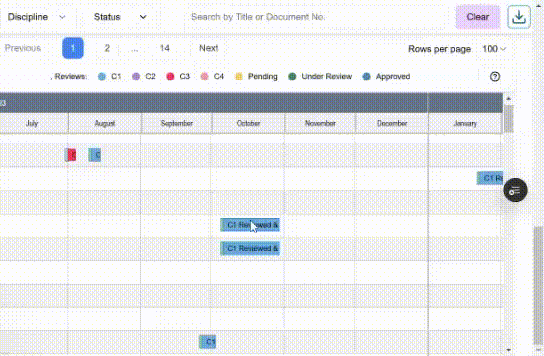 Discipline Status Search by Title or Document No. Clear
Previous 1 2 ... 14 Next Rows per page 100
Reviews: C1 C2 C3 C4 Pending Under Review Approved
July August September October November December January
C
C1 Re
C1 Reviewed &
C1 Reviewed &
C1